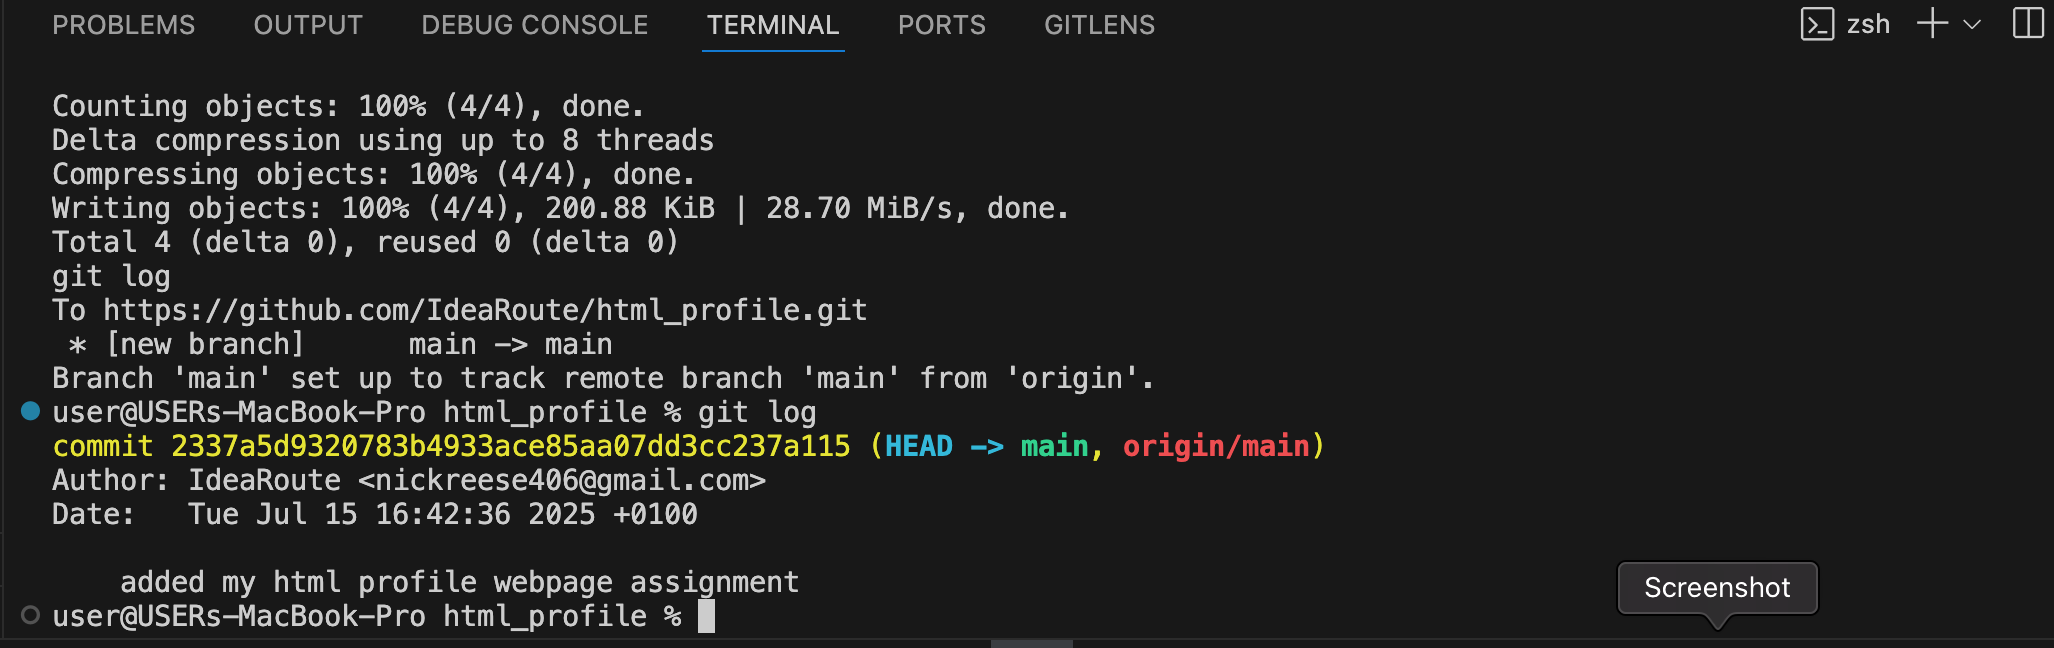 PROBLEMS OUTPUT DEBUG CONSOLE TERMINAL PORTS GITLENS zsh
Counting objects: 100% (4/4), done.
Delta compression using up to 8 threads
Compressing objects: 100% (4/4), done.
Writing objects: 100% (4/4), 200.88 KiB | 28.70 MiB/s, done.
Total 4 (delta 0), reused 0 (delta 0)
git log
To https://github.com/IdeaRoute/html_profile.git
 * [new branch]      main -> main
Branch 'main' set up to track remote branch 'main' from 'origin'.
user@USERs-MacBook-Pro html_profile % git log
commit 2337a5d9320783b4933ace85aa07dd3cc237a115 (HEAD -> main, origin/main)
Author: IdeaRoute <nickreese406@gmail.com>
Date:   Tue Jul 15 16:42:36 2025 +0100
    added my html profile webpage assignment
Screenshot
user@USERs-MacBook-Pro html_profile %